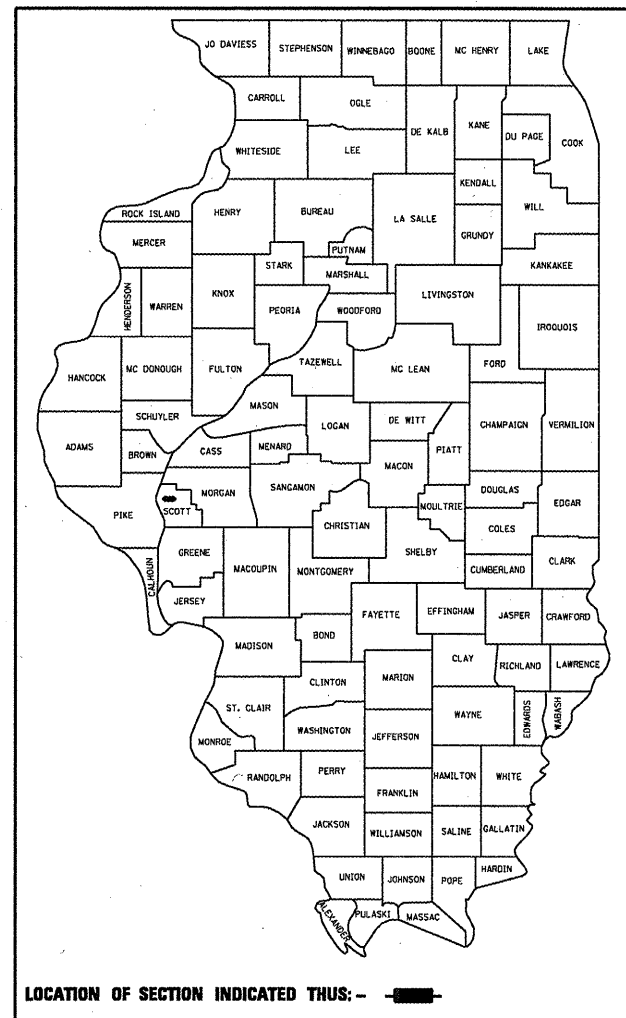 JO DAVIESS STEPHENSON WINNEBAGO BOONE MC HENRY LAKE
CARROLL OGLE DE KALB KANE DU PAGE COOK
WHITESIDE LEE
KENDALL WILL
ROCK ISLAND HENRY BUREAU LA SALLE GRUNDY
MERCER PUTNAM
STARK MARSHALL KANKAKEE
HENDERSON WARREN KNOX PEORIA WOODFORD LIVINGSTON IROQUOIS
HANCOCK MC DONOUGH FULTON TAZEWELL MC LEAN FORD
MASON
SCHUYLER LOGAN DE WITT CHAMPAIGN VERMILION
ADAMS BROWN CASS MENARD MACON PIATT
MORGAN SANGAMON DOUGLAS EDGAR
PIKE SCOTT CHRISTIAN MOULTRIE COLES
SHELBY
GREENE MACOUPIN MONTGOMERY CUMBERLAND CLARK
CALHOUN JERSEY
FAYETTE EFFINGHAM JASPER CRAWFORD
MADISON BOND CLAY RICHLAND LAWRENCE
CLINTON MARION
ST. CLAIR WAYNE EDWARDS WABASH
WASHINGTON JEFFERSON
MONROE
RANDOLPH PERRY HAMILTON WHITE
FRANKLIN
JACKSON WILLIAMSON SALINE GALLATIN
UNION JOHNSON POPE HARDIN
ALEXANDER PULASKI MASSAC
LOCATION OF SECTION INDICATED THUS: -